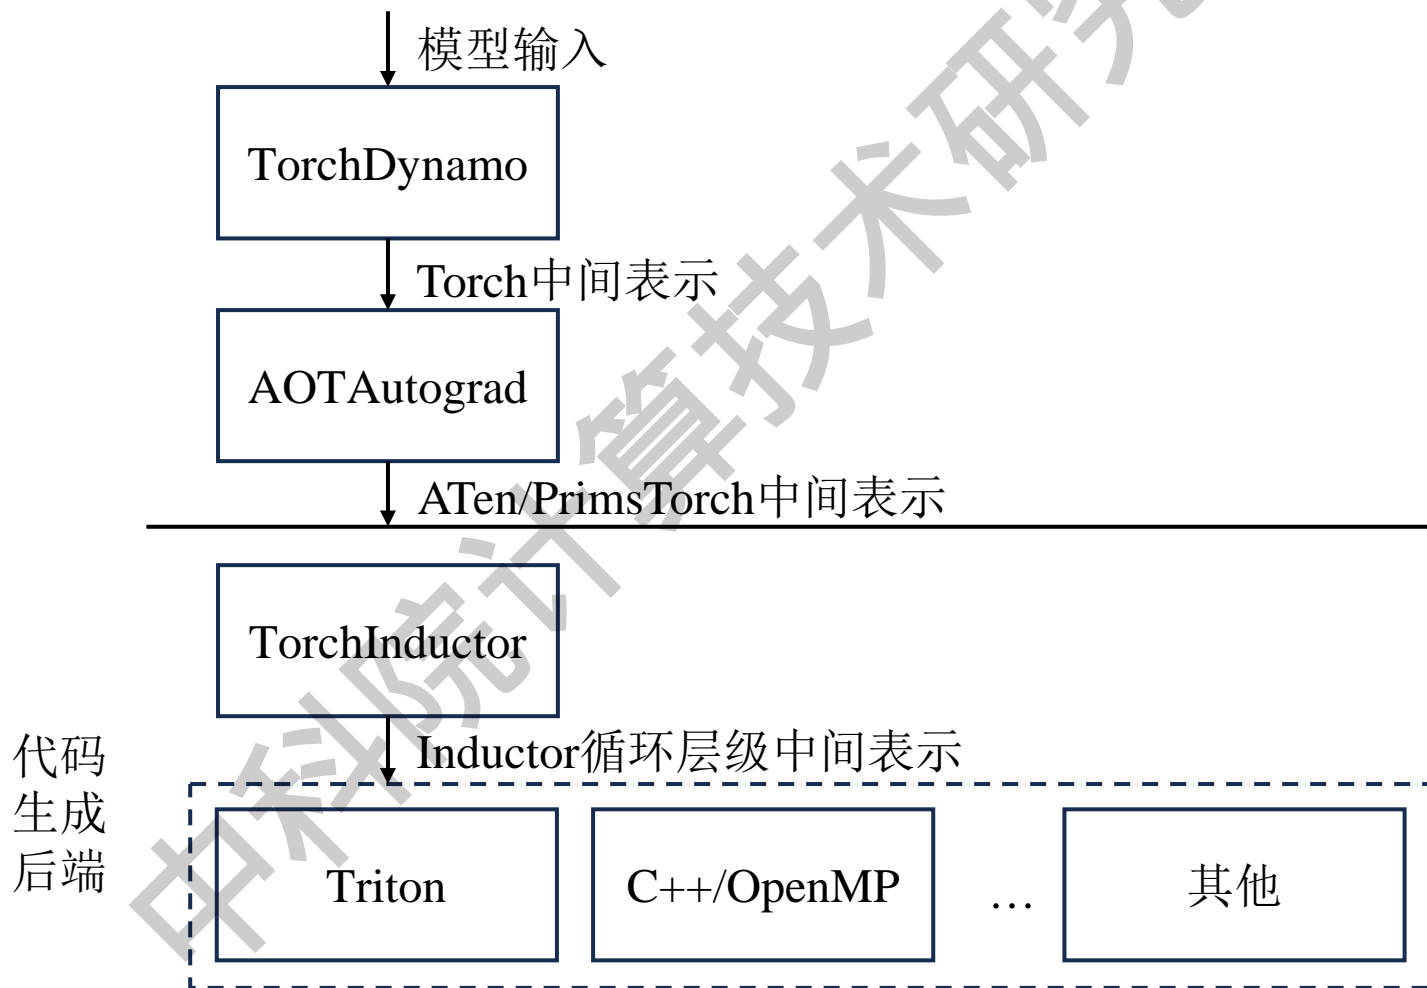 模型输入
TorchDynamo
Torch中间表示
AOTAutograd
ATen/PrimsTorch中间表示
TorchInductor
Inductor循环层级中间表示
代码
生成
后端
Triton
C++/OpenMP
...
其他
中科院计算技术研究